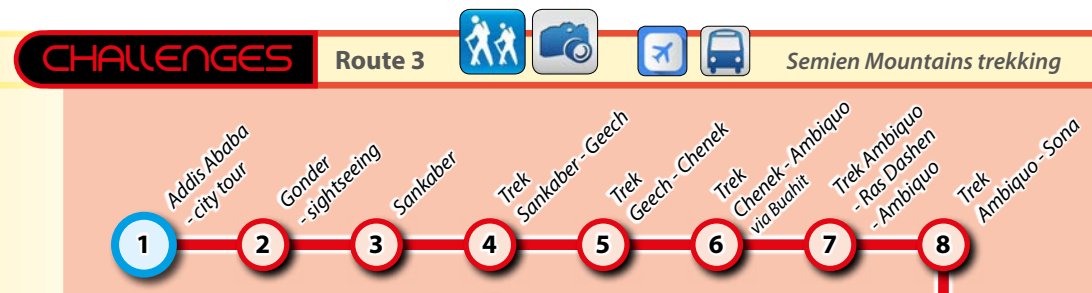 CHALLENGES
Route 3
Semien Mountains trekking
Addis Ababa
- city tour
Gonder
- sightseeing
Sankaber
Trek
Sankaber - Geech
Trek
Geech - Chenek
Trek
Chenek - Ambiquo
via Buahit
Trek Ambiquo
- Ras Dashen
- Ambiquo
Trek
Ambiquo - Sona
1
2
3
4
5
6
7
8